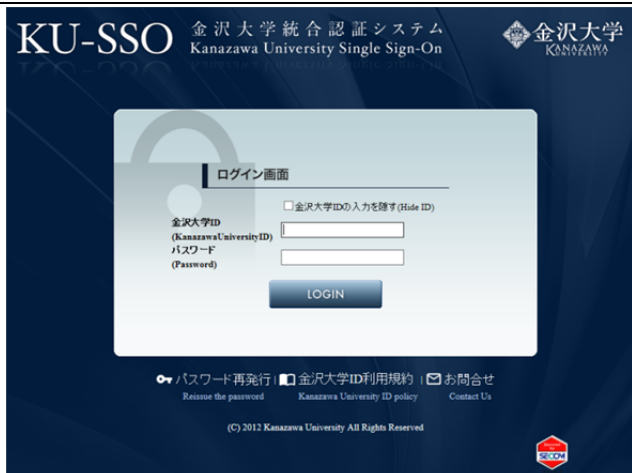 KU-SSO
金沢大学統合認証システム
Kanazawa University Single Sign-On
金沢大学
KANAZAWA
UNIVERSITY
ログイン画面
金沢大学IDの入力を隠す(Hide ID)
金沢大学ID
(KanazawaUniversityID)
パスワード
(Password)
LOGIN
パスワード再発行 | 金沢大学ID利用規約 | お問合せ
Reissue the password Kanazawa University ID policy Contact Us
(C) 2012 Kanazawa University All Rights Reserved
SECOM